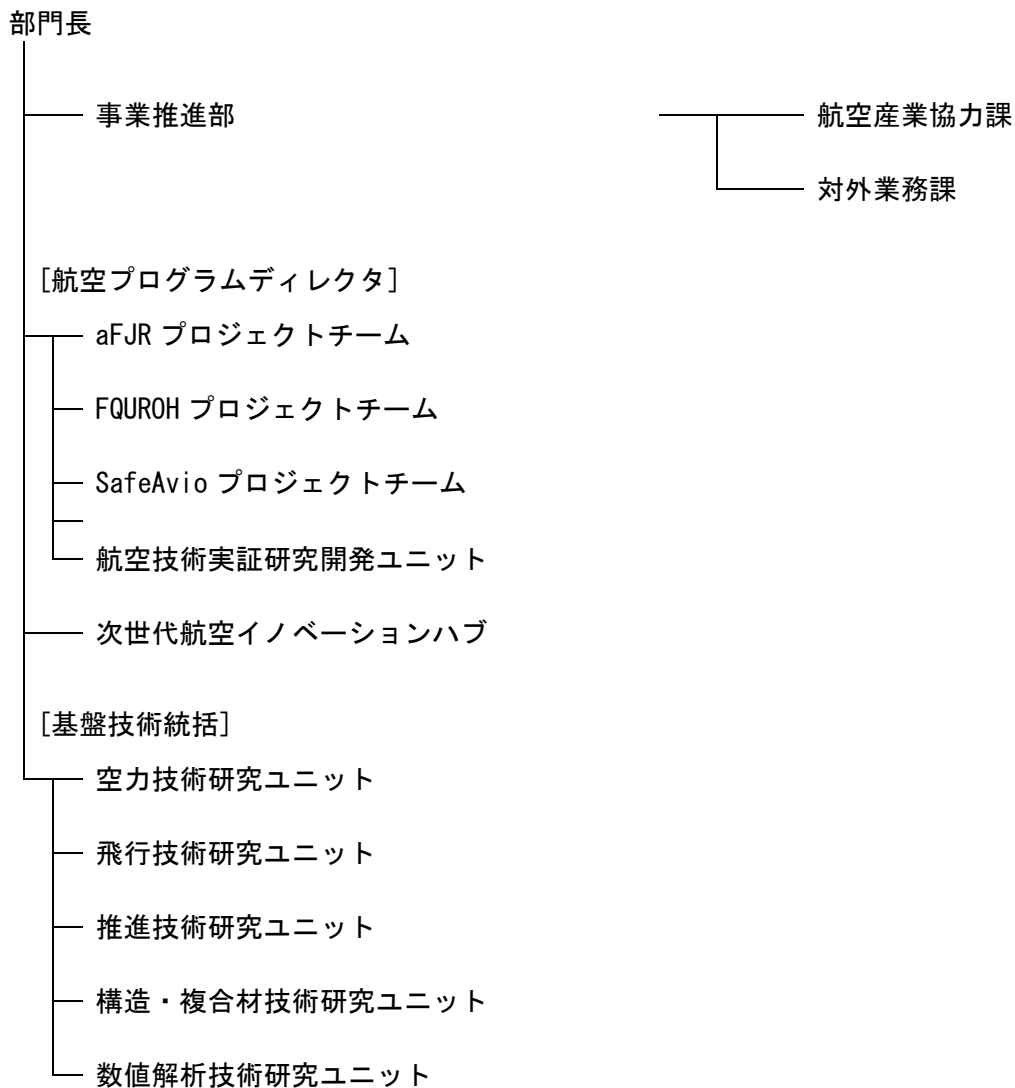 部門長
事業推進部
航空産業協力課
対外業務課
[航空プログラムディレクタ]
aFJR プロジェクトチーム
FQUROH プロジェクトチーム
SafeAvio プロジェクトチーム
航空技術実証研究開発ユニット
次世代航空イノベーションハブ
[基盤技術統括]
空力技術研究ユニット
飛行技術研究ユニット
推進技術研究ユニット
構造・複合材技術研究ユニット
数値解析技術研究ユニット